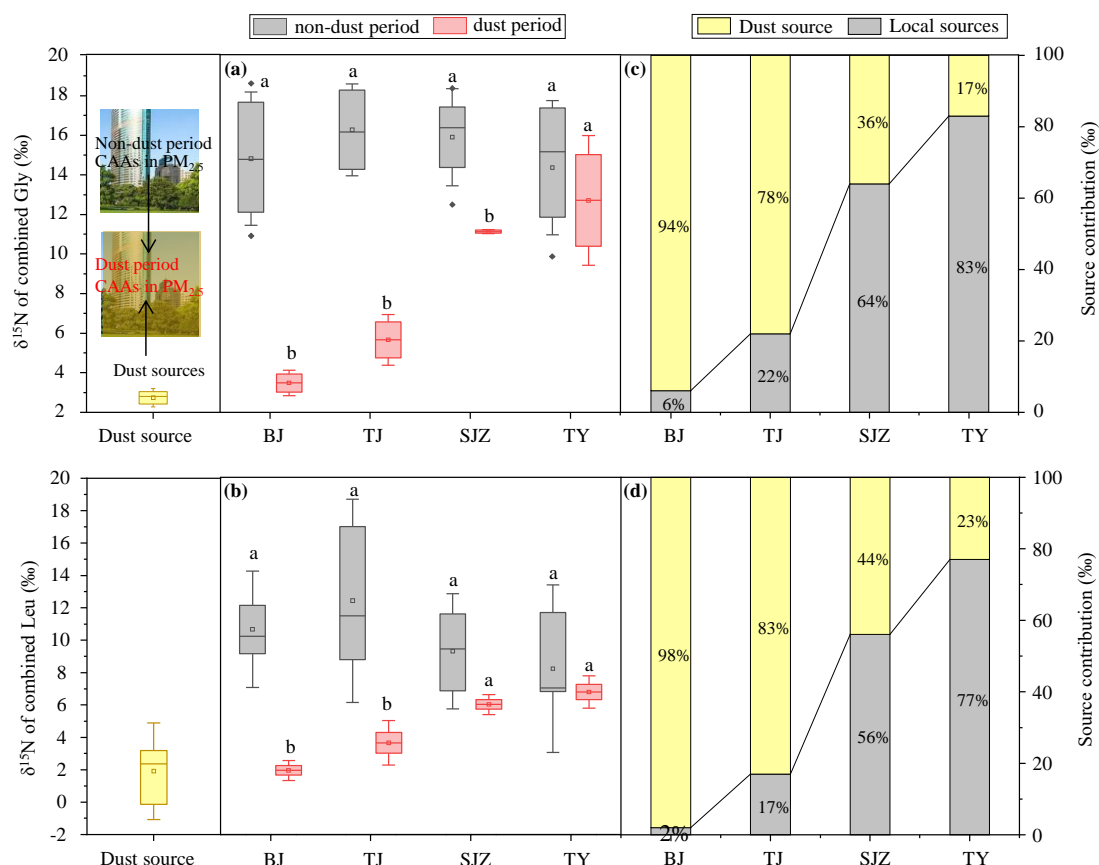 non-dust period dust period
Dust source Local sources
(a)
δ¹⁵N of combined Gly (‰)
20
18
16
14
12
10
8
6
4
2
Non-dust period
CAAs in PM₂.₅
Dust period
CAAs in PM₂.₅
Dust sources
Dust source
a a a a
b b b a
BJ TJ SJZ TY
(c)
94% 78% 36% 17%
6% 22% 64% 83%
BJ TJ SJZ TY
100
80
60
40
20
0
Source contribution (‰)
(b)
δ¹⁵N of combined Leu (‰)
20
18
16
14
12
10
8
6
4
2
0
-2
Dust source
a a a a
b b a a
BJ TJ SJZ TY
(d)
98% 83% 44% 23%
2% 17% 56% 77%
BJ TJ SJZ TY
100
80
60
40
20
0
Source contribution (‰)